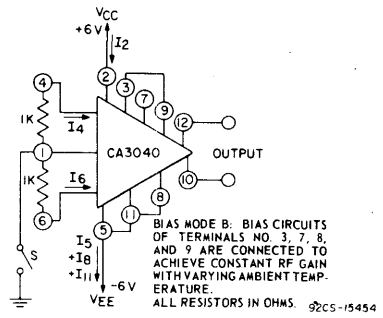 VCC
+6V
I2
2
3
7
9
4
1K
I4
12
1
CA3040
OUTPUT
1K
I6
10
6
8
11
5
S
I5
+I8
+I11
-6V
VEE
BIAS MODE B: BIAS CIRCUITS
OF TERMINALS NO. 3, 7, 8,
AND 9 ARE CONNECTED TO
ACHIEVE CONSTANT RF GAIN
WITH VARYING AMBIENT TEMP-
ERATURE.
ALL RESISTORS IN OHMS.
92CS-15454